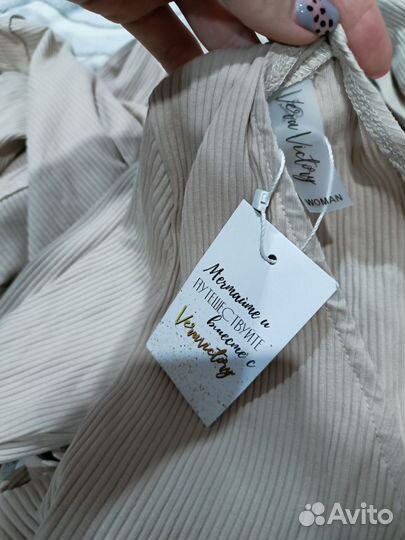 Vera Victory
WOMAN
Мечтайте и
ПУТЕШЕСТВУЙТЕ
вместе с
Veravictory
Avito